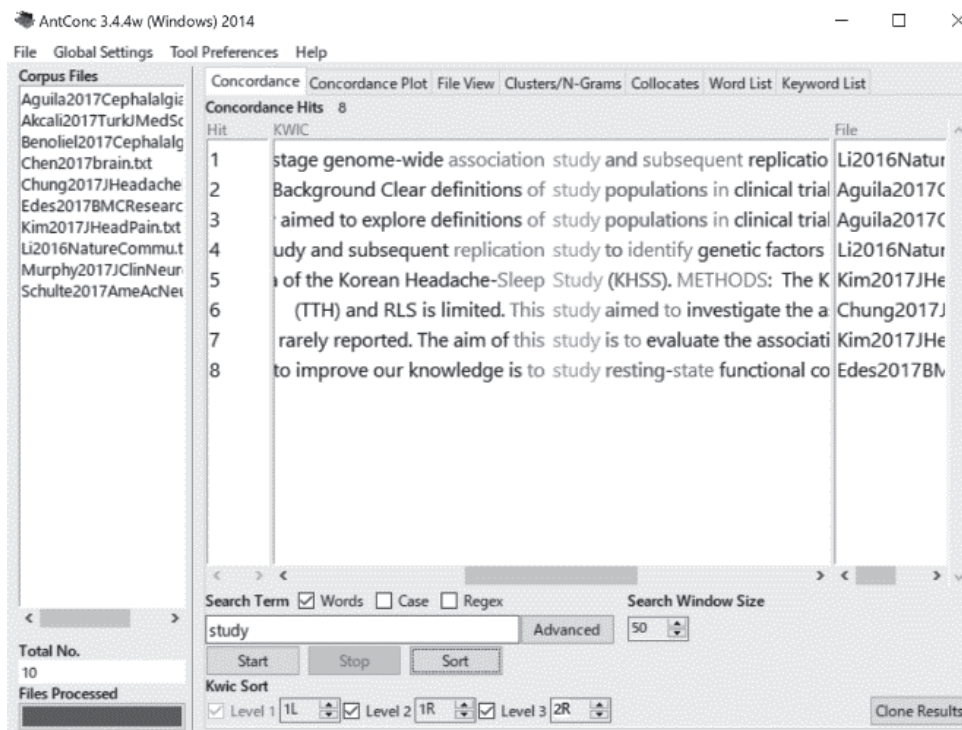 AntConc 3.4.4w (Windows) 2014
File Global Settings Tool Preferences Help
Corpus Files
Aguila2017Cephalalgia
Akcali2017TurkJMedSc
Benoliel2017Cephalalg
Chen2017brain.txt
Chung2017JHeadache
Edes2017BMCResearc
Kim2017JHeadPain.txt
Li2016NatureCommu.t
Murphy2017JClinNeur
Schulte2017AmeAcNeu
Total No.
10
Files Processed
Concordance Concordance Plot File View Clusters/N-Grams Collocates Word List Keyword List
Concordance Hits 8
Hit KWIC File
1 stage genome-wide association study and subsequent replicatio Li2016Natur
2 Background Clear definitions of study populations in clinical trial Aguila2017C
3 aimed to explore definitions of study populations in clinical trial Aguila2017C
4 udy and subsequent replication study to identify genetic factors Li2016Natur
5 of the Korean Headache-Sleep Study (KHSS). METHODS: The K Kim2017JHe
6 (TTH) and RLS is limited. This study aimed to investigate the a Chung2017J
7 rarely reported. The aim of this study is to evaluate the associati Kim2017JHe
8 to improve our knowledge is to study resting-state functional co Edes2017BM
Search Term Words Case Regex Search Window Size
study Advanced 50
Start Stop Sort
Kwic Sort
Level 1 1L Level 2 1R Level 3 2R Clone Results